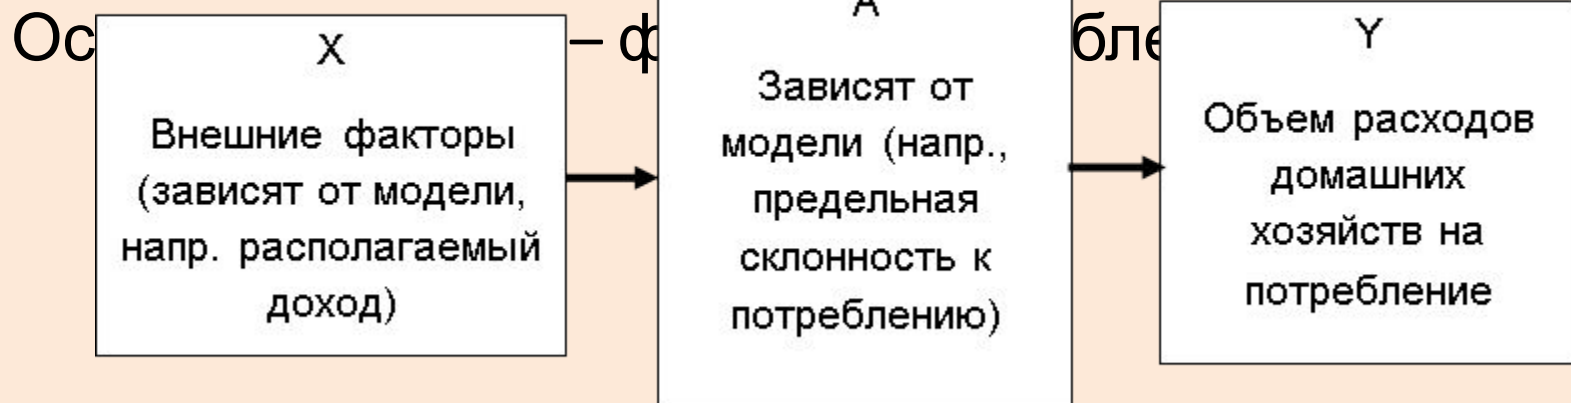 Ос – ф бле
X
Внешние факторы
(зависят от модели,
напр. располагаемый
доход)
А
Зависят от
модели (напр.,
предельная
склонность к
потреблению)
Y
Объем расходов
домашних
хозяйств на
потребление